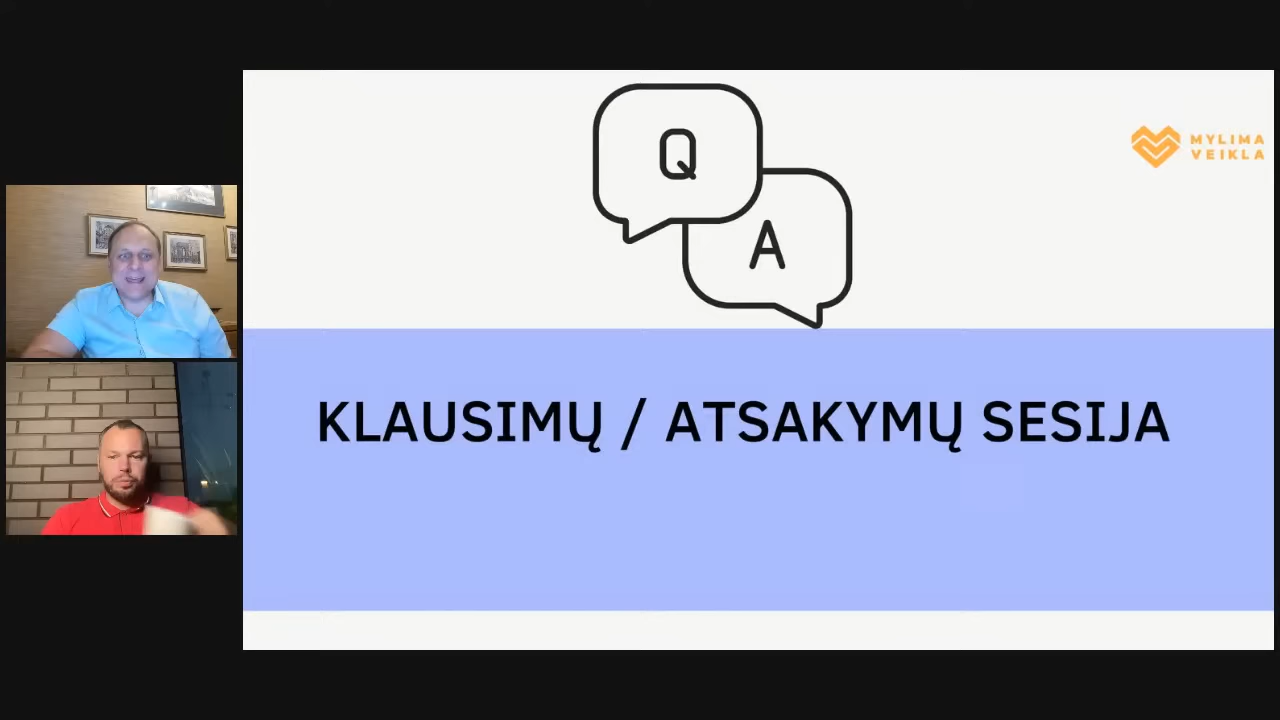 Q
A
MYLIMA
VEIKLA
KLAUSIMŲ / ATSAKYMŲ SESIJA